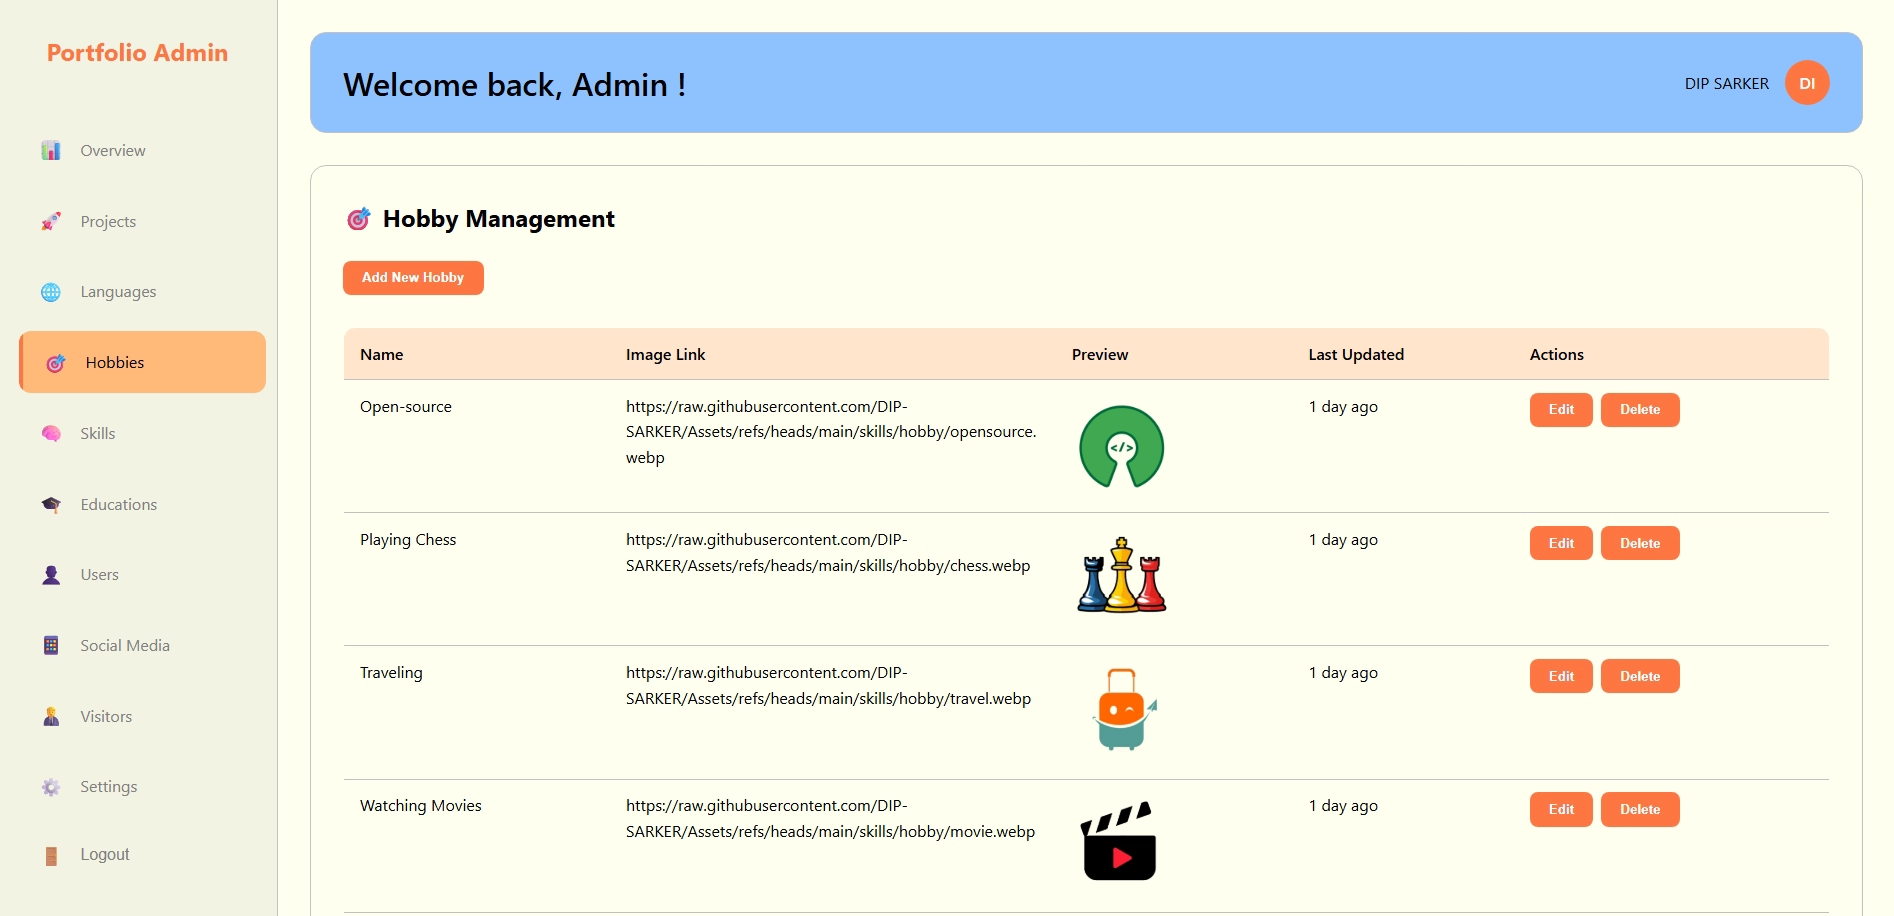 Portfolio Admin
Overview
Projects
Languages
Hobbies
Skills
Educations
Users
Social Media
Visitors
Settings
Logout
Welcome back, Admin !
DIP SARKER
DI
Hobby Management
Add New Hobby
Name Image Link Preview Last Updated Actions
Open-source
https://raw.githubusercontent.com/DIP-
SARKER/Assets/refs/heads/main/skills/hobby/opensource.
webp
</>
1 day ago
Edit Delete
Playing Chess
https://raw.githubusercontent.com/DIP-
SARKER/Assets/refs/heads/main/skills/hobby/chess.webp
1 day ago
Edit Delete
Traveling
https://raw.githubusercontent.com/DIP-
SARKER/Assets/refs/heads/main/skills/hobby/travel.webp
1 day ago
Edit Delete
Watching Movies
https://raw.githubusercontent.com/DIP-
SARKER/Assets/refs/heads/main/skills/hobby/movie.webp
1 day ago
Edit Delete